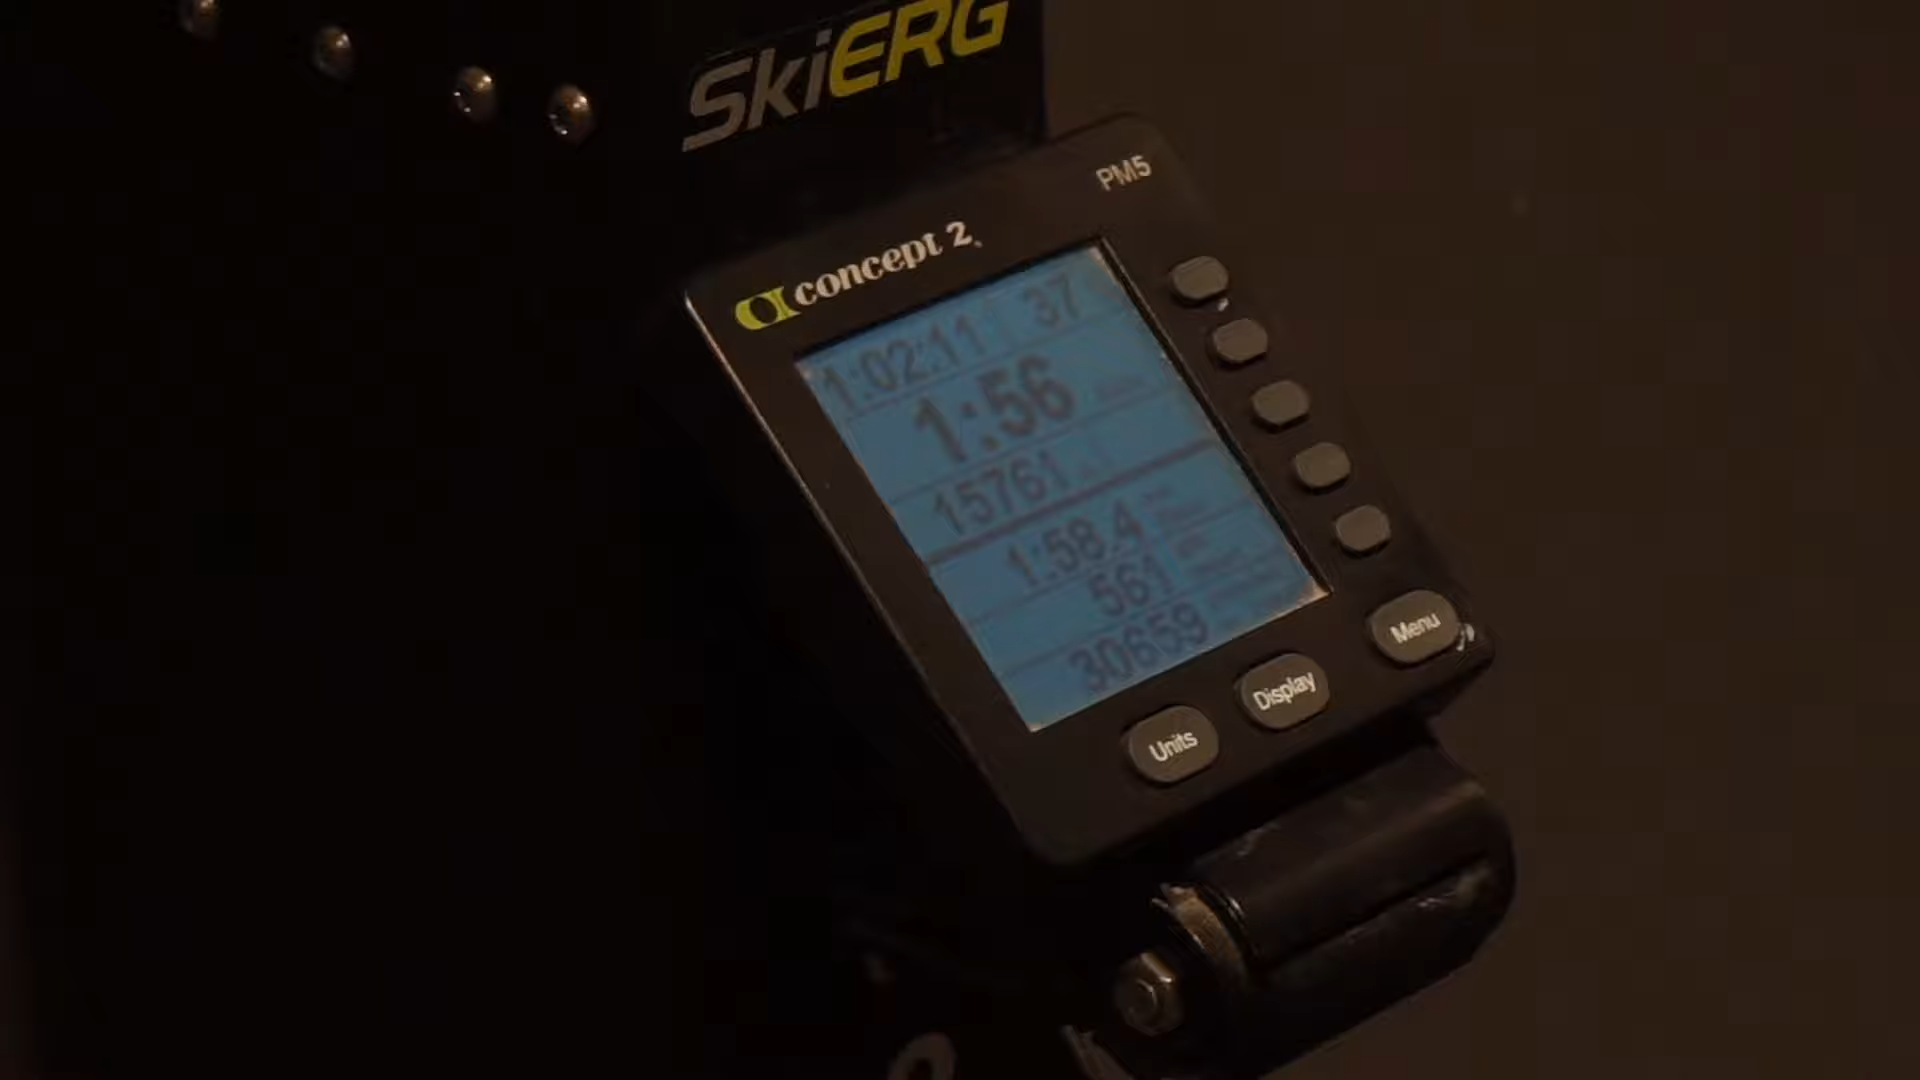 SkiERG
PM5
concept 2
1:02:11 37
1:56
15761
1:58.4
561
30659
Units Display Menu